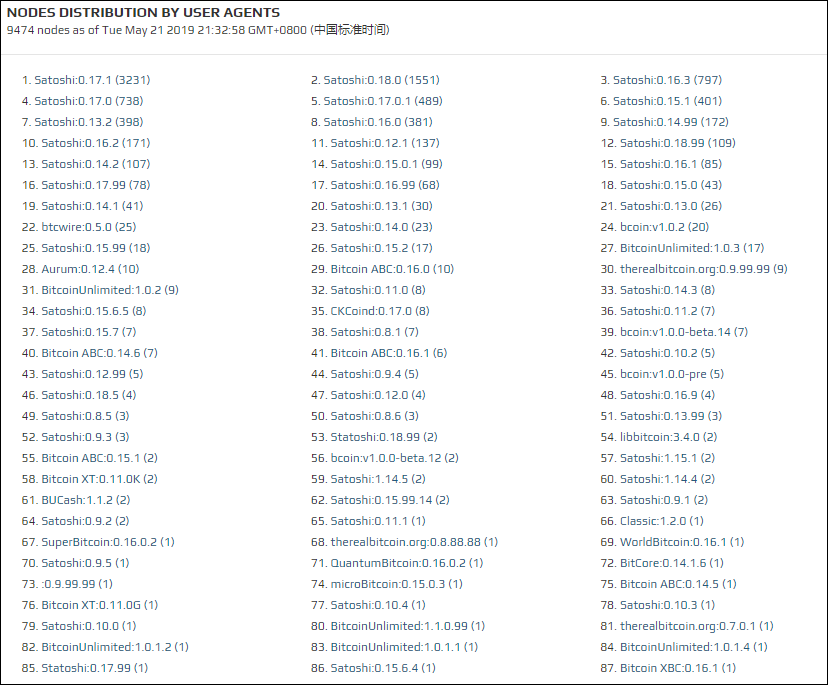 NODES DISTRIBUTION BY USER AGENTS
9474 nodes as of Tue May 21 2019 21:32:58 GMT+0800 (中国标准时间)
1. Satoshi:0.17.1 (3231) 2. Satoshi:0.18.0 (1551) 3. Satoshi:0.16.3 (797)
4. Satoshi:0.17.0 (738) 5. Satoshi:0.17.0.1 (489) 6. Satoshi:0.15.1 (401)
7. Satoshi:0.13.2 (398) 8. Satoshi:0.16.0 (381) 9. Satoshi:0.14.99 (172)
10. Satoshi:0.16.2 (171) 11. Satoshi:0.12.1 (137) 12. Satoshi:0.18.99 (109)
13. Satoshi:0.14.2 (107) 14. Satoshi:0.15.0.1 (99) 15. Satoshi:0.16.1 (85)
16. Satoshi:0.17.99 (78) 17. Satoshi:0.16.99 (68) 18. Satoshi:0.15.0 (43)
19. Satoshi:0.14.1 (41) 20. Satoshi:0.13.1 (30) 21. Satoshi:0.13.0 (26)
22. btcwire:0.5.0 (25) 23. Satoshi:0.14.0 (23) 24. bcoin:v1.0.2 (20)
25. Satoshi:0.15.99 (18) 26. Satoshi:0.15.2 (17) 27. BitcoinUnlimited:1.0.3 (17)
28. Aurum:0.12.4 (10) 29. Bitcoin ABC:0.16.0 (10) 30. therealbitcoin.org:0.9.99.99 (9)
31. BitcoinUnlimited:1.0.2 (9) 32. Satoshi:0.11.0 (8) 33. Satoshi:0.14.3 (8)
34. Satoshi:0.15.6.5 (8) 35. CKCoind:0.17.0 (8) 36. Satoshi:0.11.2 (7)
37. Satoshi:0.15.7 (7) 38. Satoshi:0.8.1 (7) 39. bcoin:v1.0.0-beta.14 (7)
40. Bitcoin ABC:0.14.6 (7) 41. Bitcoin ABC:0.16.1 (6) 42. Satoshi:0.10.2 (5)
43. Satoshi:0.12.99 (5) 44. Satoshi:0.9.4 (5) 45. bcoin:v1.0.0-pre (5)
46. Satoshi:0.18.5 (4) 47. Satoshi:0.12.0 (4) 48. Satoshi:0.16.9 (4)
49. Satoshi:0.8.5 (3) 50. Satoshi:0.8.6 (3) 51. Satoshi:0.13.99 (3)
52. Satoshi:0.9.3 (3) 53. Statoshi:0.18.99 (2) 54. libbitcoin:3.4.0 (2)
55. Bitcoin ABC:0.15.1 (2) 56. bcoin:v1.0.0-beta.12 (2) 57. Satoshi:1.15.1 (2)
58. Bitcoin XT:0.11.0K (2) 59. Satoshi:1.14.5 (2) 60. Satoshi:1.14.4 (2)
61. BUCash:1.1.2 (2) 62. Satoshi:0.15.99.14 (2) 63. Satoshi:0.9.1 (2)
64. Satoshi:0.9.2 (2) 65. Satoshi:0.11.1 (1) 66. Classic:1.2.0 (1)
67. SuperBitcoin:0.16.0.2 (1) 68. therealbitcoin.org:0.8.88.88 (1) 69. WorldBitcoin:0.16.1 (1)
70. Satoshi:0.9.5 (1) 71. QuantumBitcoin:0.16.0.2 (1) 72. BitCore:0.14.1.6 (1)
73. :0.9.99.99 (1) 74. microBitcoin:0.15.0.3 (1) 75. Bitcoin ABC:0.14.5 (1)
76. Bitcoin XT:0.11.0G (1) 77. Satoshi:0.10.4 (1) 78. Satoshi:0.10.3 (1)
79. Satoshi:0.10.0 (1) 80. BitcoinUnlimited:1.1.0.99 (1) 81. therealbitcoin.org:0.7.0.1 (1)
82. BitcoinUnlimited:1.0.1.2 (1) 83. BitcoinUnlimited:1.0.1.1 (1) 84. BitcoinUnlimited:1.0.1.4 (1)
85. Statoshi:0.17.99 (1) 86. Satoshi:0.15.6.4 (1) 87. Bitcoin XBC:0.16.1 (1)